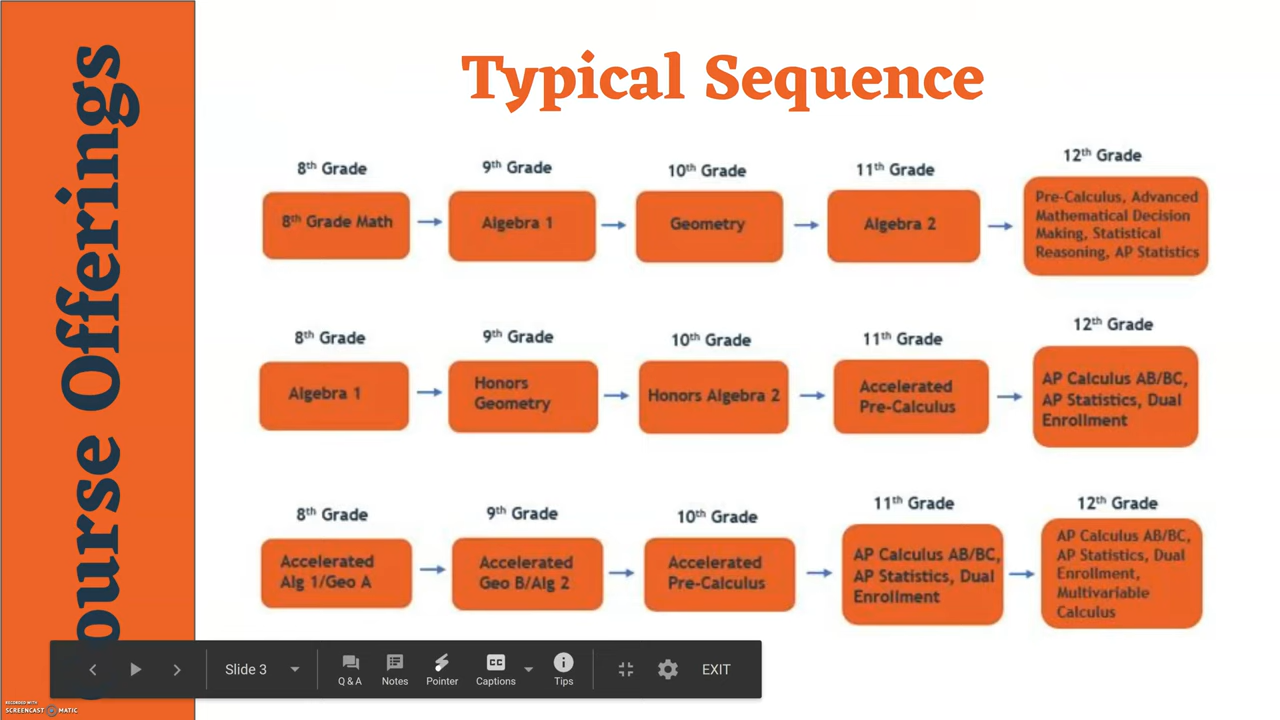 Course Offerings
Typical Sequence
8th Grade
9th Grade
10th Grade
11th Grade
12th Grade
8th Grade Math
Algebra 1
Geometry
Algebra 2
Pre-Calculus, Advanced
Mathematical Decision
Making, Statistical
Reasoning, AP Statistics
8th Grade
9th Grade
10th Grade
11th Grade
12th Grade
Algebra 1
Honors
Geometry
Honors Algebra 2
Accelerated
Pre-Calculus
AP Calculus AB/BC,
AP Statistics, Dual
Enrollment
8th Grade
9th Grade
10th Grade
11th Grade
12th Grade
Accelerated
Alg 1/Geo A
Accelerated
Geo B/Alg 2
Accelerated
Pre-Calculus
AP Calculus AB/BC,
AP Statistics, Dual
Enrollment
AP Calculus AB/BC,
AP Statistics, Dual
Enrollment,
Multivariable
Calculus
Slide 3
Q & A
Notes
Pointer
CC
Captions
Tips
EXIT
RECORDED WITH
SCREENCAST MATIC